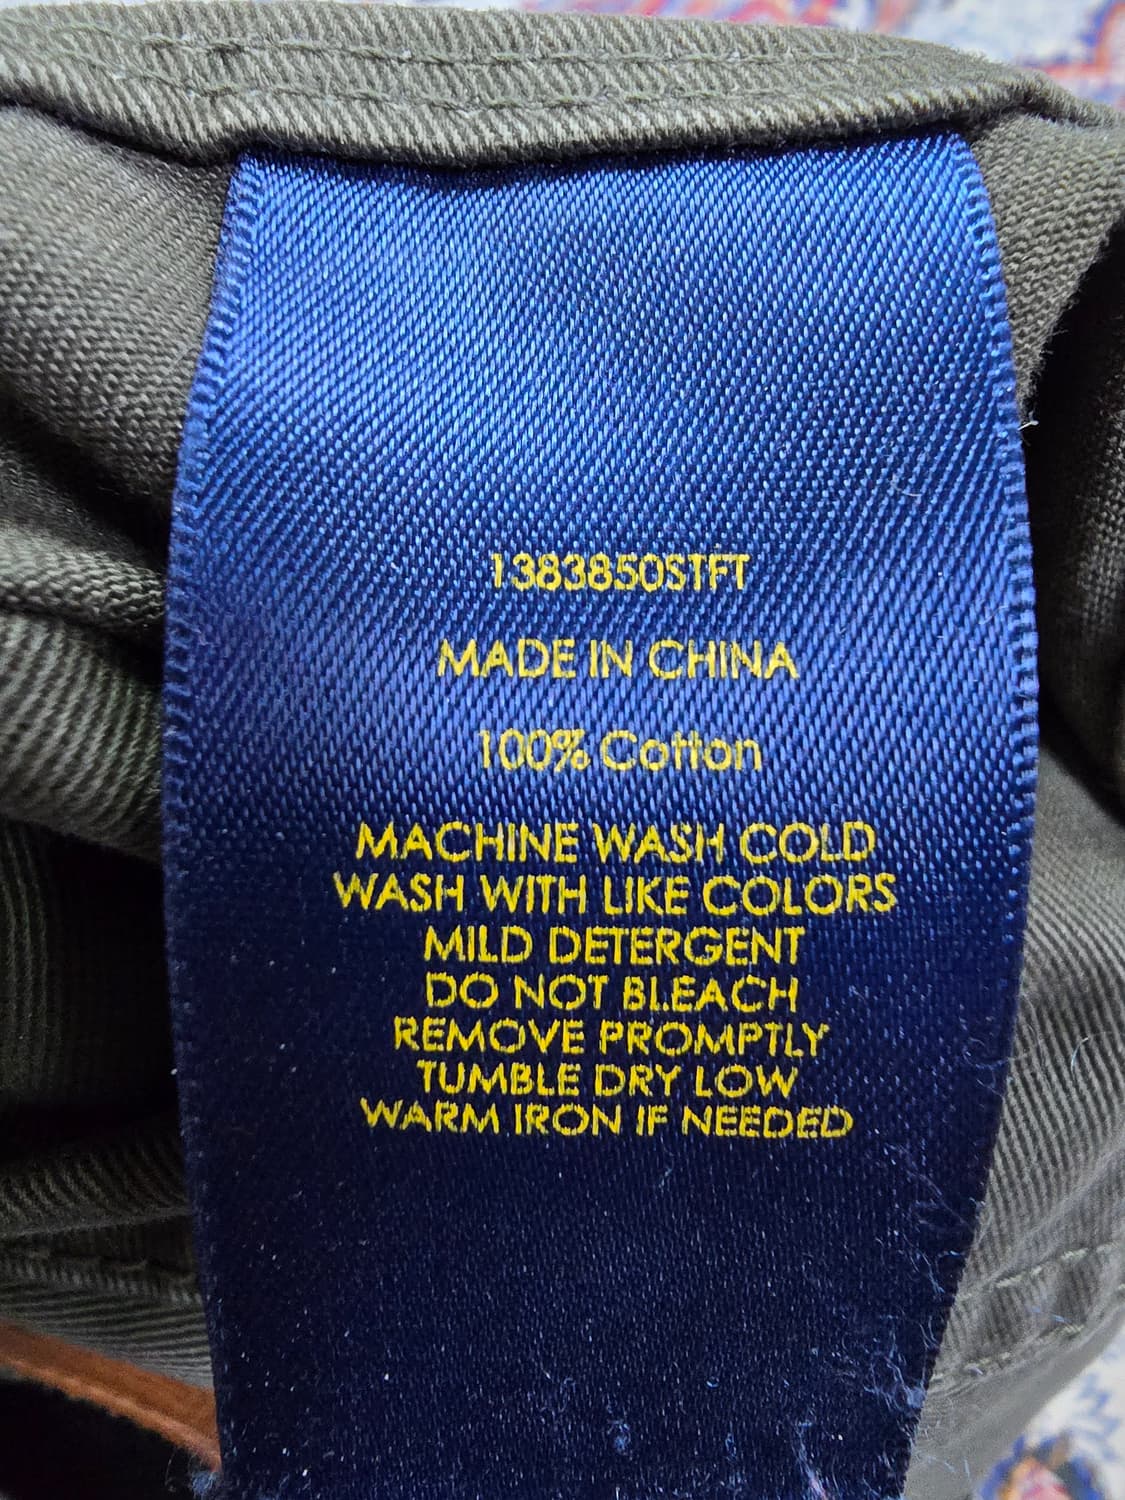 1383850STFT
MADE IN CHINA
100% Cotton
MACHINE WASH COLD
WASH WITH LIKE COLORS
MILD DETERGENT
DO NOT BLEACH
REMOVE PROMPTLY
TUMBLE DRY LOW
WARM IRON IF NEEDED